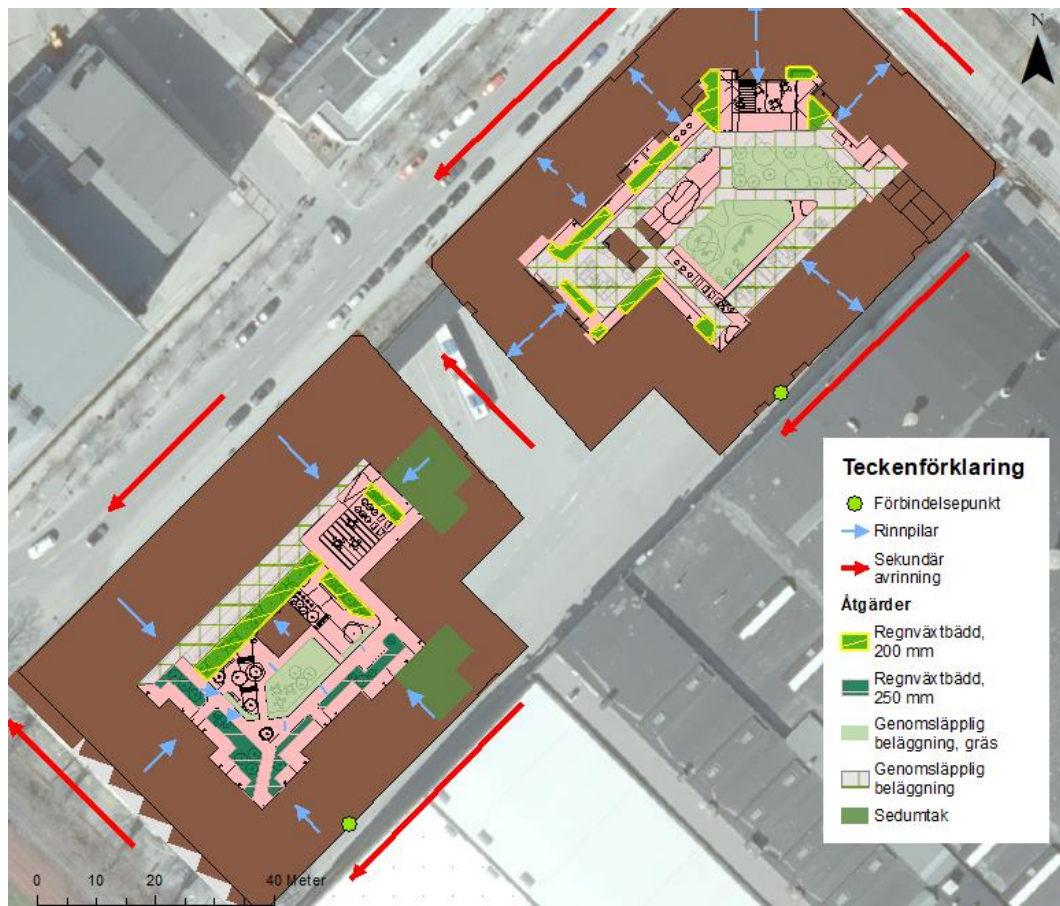 N
Teckenförklaring
Förbindelsepunkt
Rinnpilar
Sekundär
avrinning
Åtgärder
Regnväxtbädd,
200 mm
Regnväxtbädd,
250 mm
Genomsläpplig
beläggning, gräs
Genomsläpplig
beläggning
Sedumtak
0 10 20 40 Meter